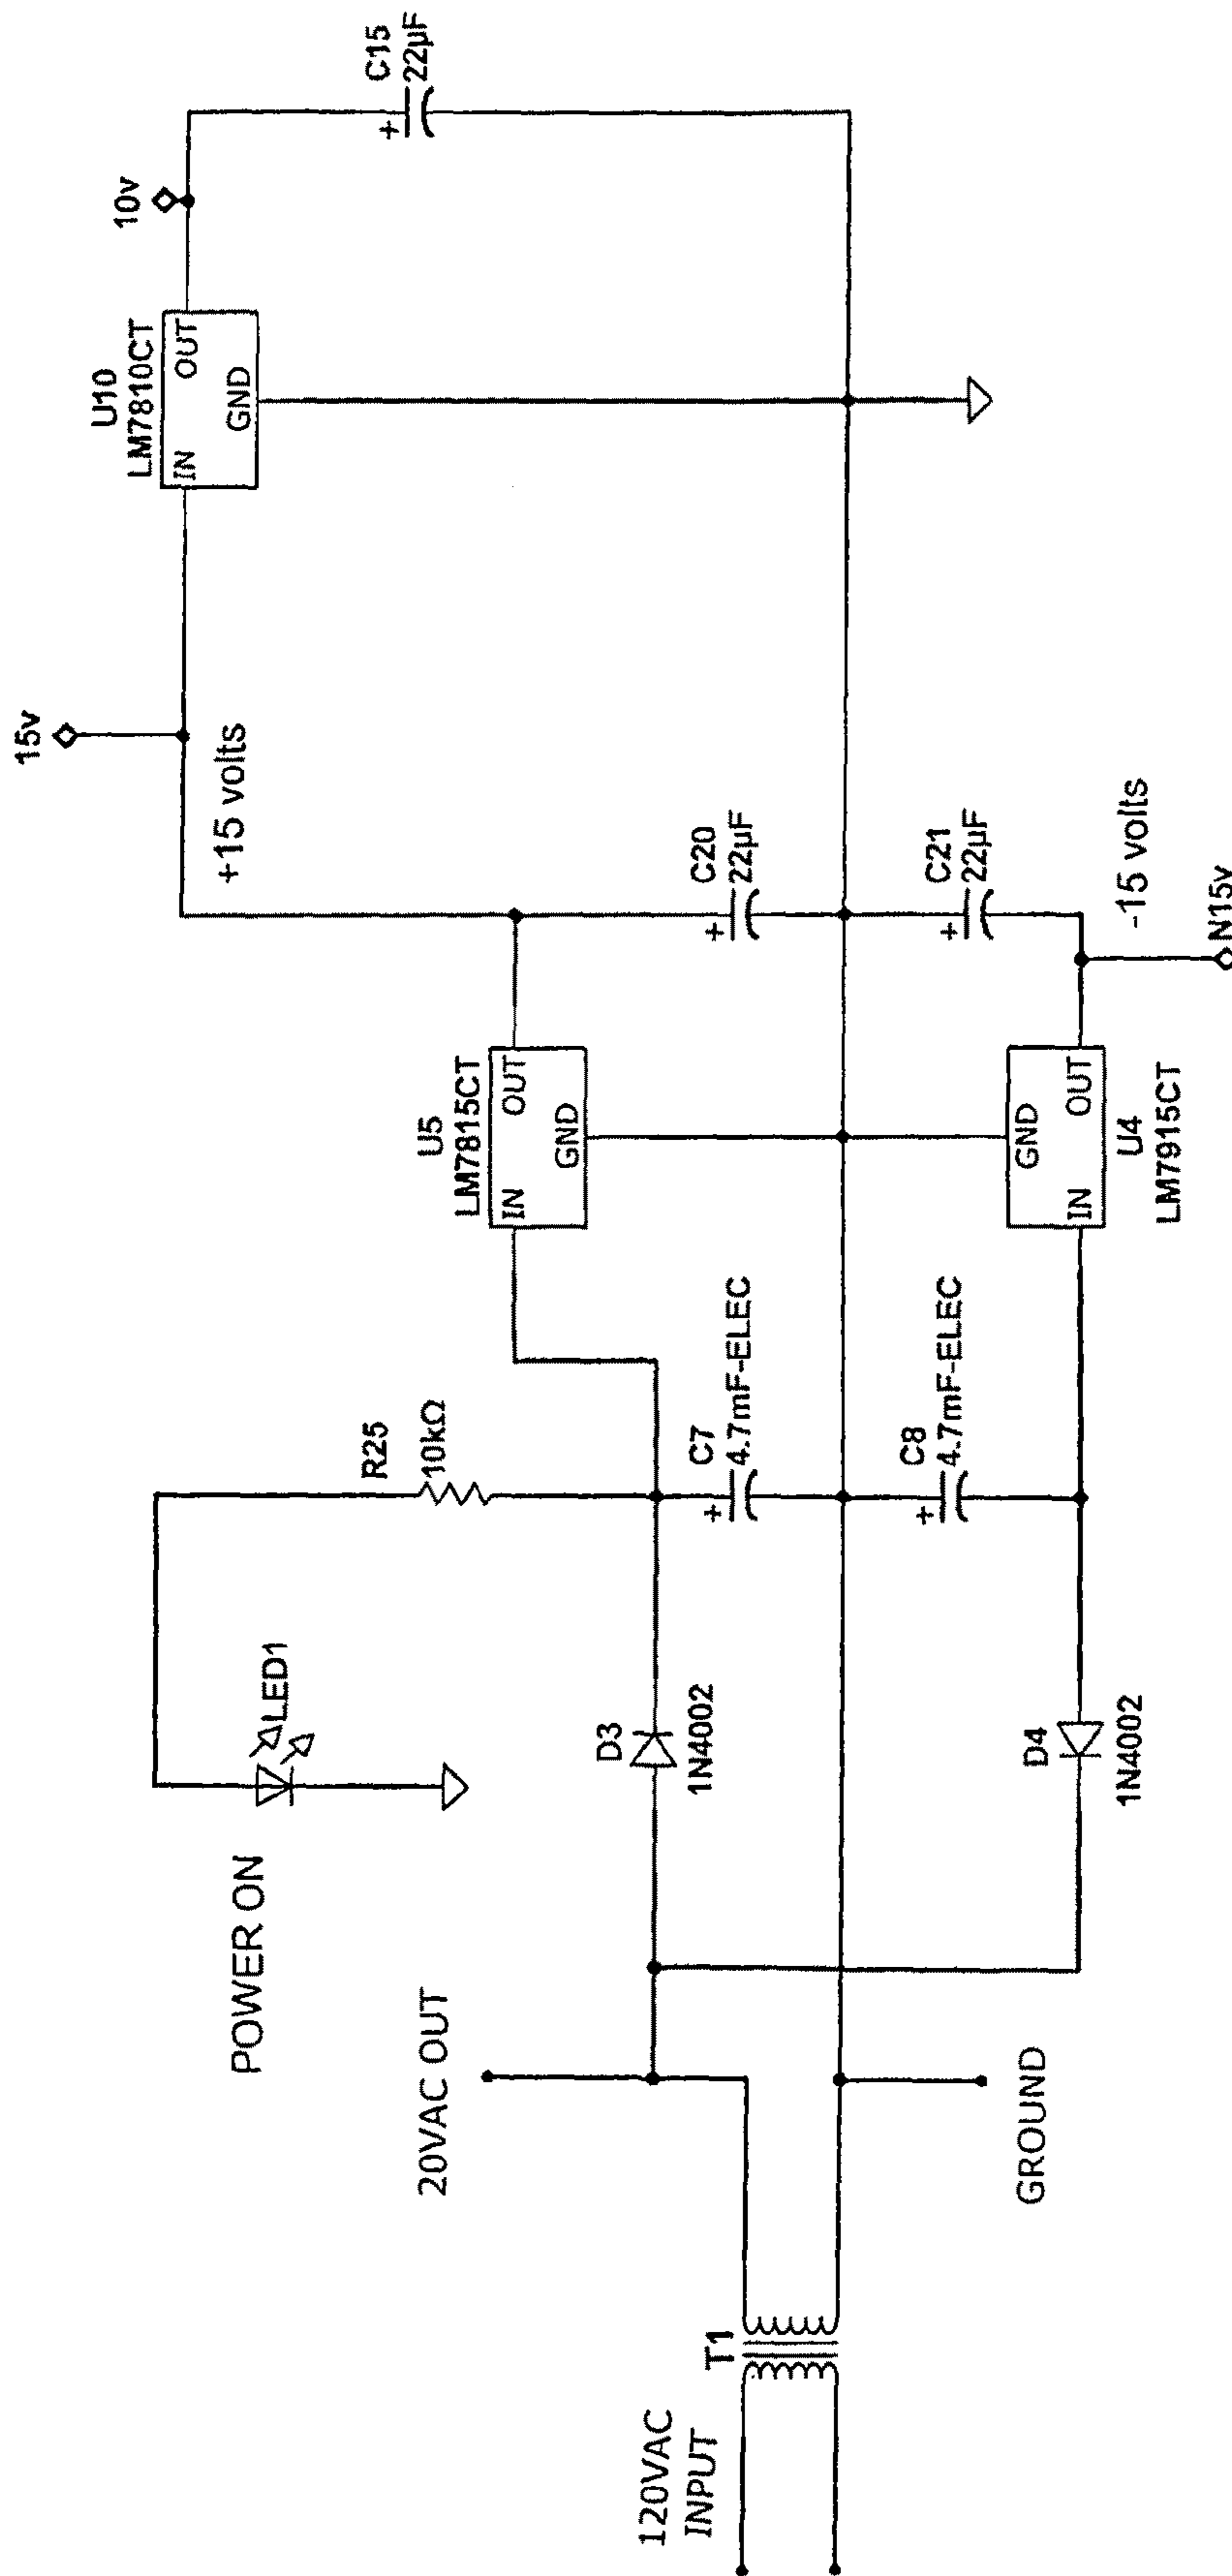 120VAC
INPUT
T1
20VAC OUT
GROUND
POWER ON
LED1
D3
1N4002
D4
1N4002
R25
10kΩ
C7
4.7mF-ELEC
C8
4.7mF-ELEC
U5
LM7815CT
IN
OUT
GND
GND
IN
OUT
U4
LM7915CT
C20
22µF
+
C21
22µF
+
+
+
+15 volts
-15 volts
N15v
15v
U10
LM7810CT
IN
OUT
GND
10v
C15
22µF
+